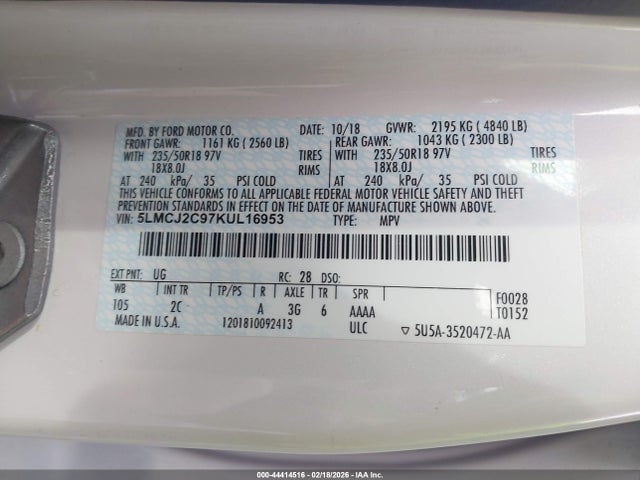 MFD. BY FORD MOTOR CO. DATE: 10/18 GVWR: 2195 KG ( 4840 LB)
FRONT GAWR: 1161 KG ( 2560 LB) REAR GAWR: 1043 KG ( 2300 LB)
WITH 235/50R18 97V TIRES WITH 235/50R18 97V TIRES
18X8.0J RIMS 18X8.0J RIMS
AT 240 kPa/ 35 PSI COLD AT 240 kPa/ 35 PSI COLD
THIS VEHICLE CONFORMS TO ALL APPLICABLE FEDERAL MOTOR VEHICLE SAFETY AND THEFT
PREVENTION STANDARDS IN EFFECT ON THE DATE OF MANUFACTURE SHOWN ABOVE.
VIN: 5LMCJ2C97KUL16953 TYPE: MPV
EXT PNT: UG RC: 28 DSO:
WB INT TR TP/PS R AXLE TR SPR F0028
105 2C A 3G 6 AAAA T0152
MADE IN U.S.A. 1201810092413 ULC ▽ 5U5A-3520472-AA
000-44414516 - 02/18/2026 - IAA Inc.